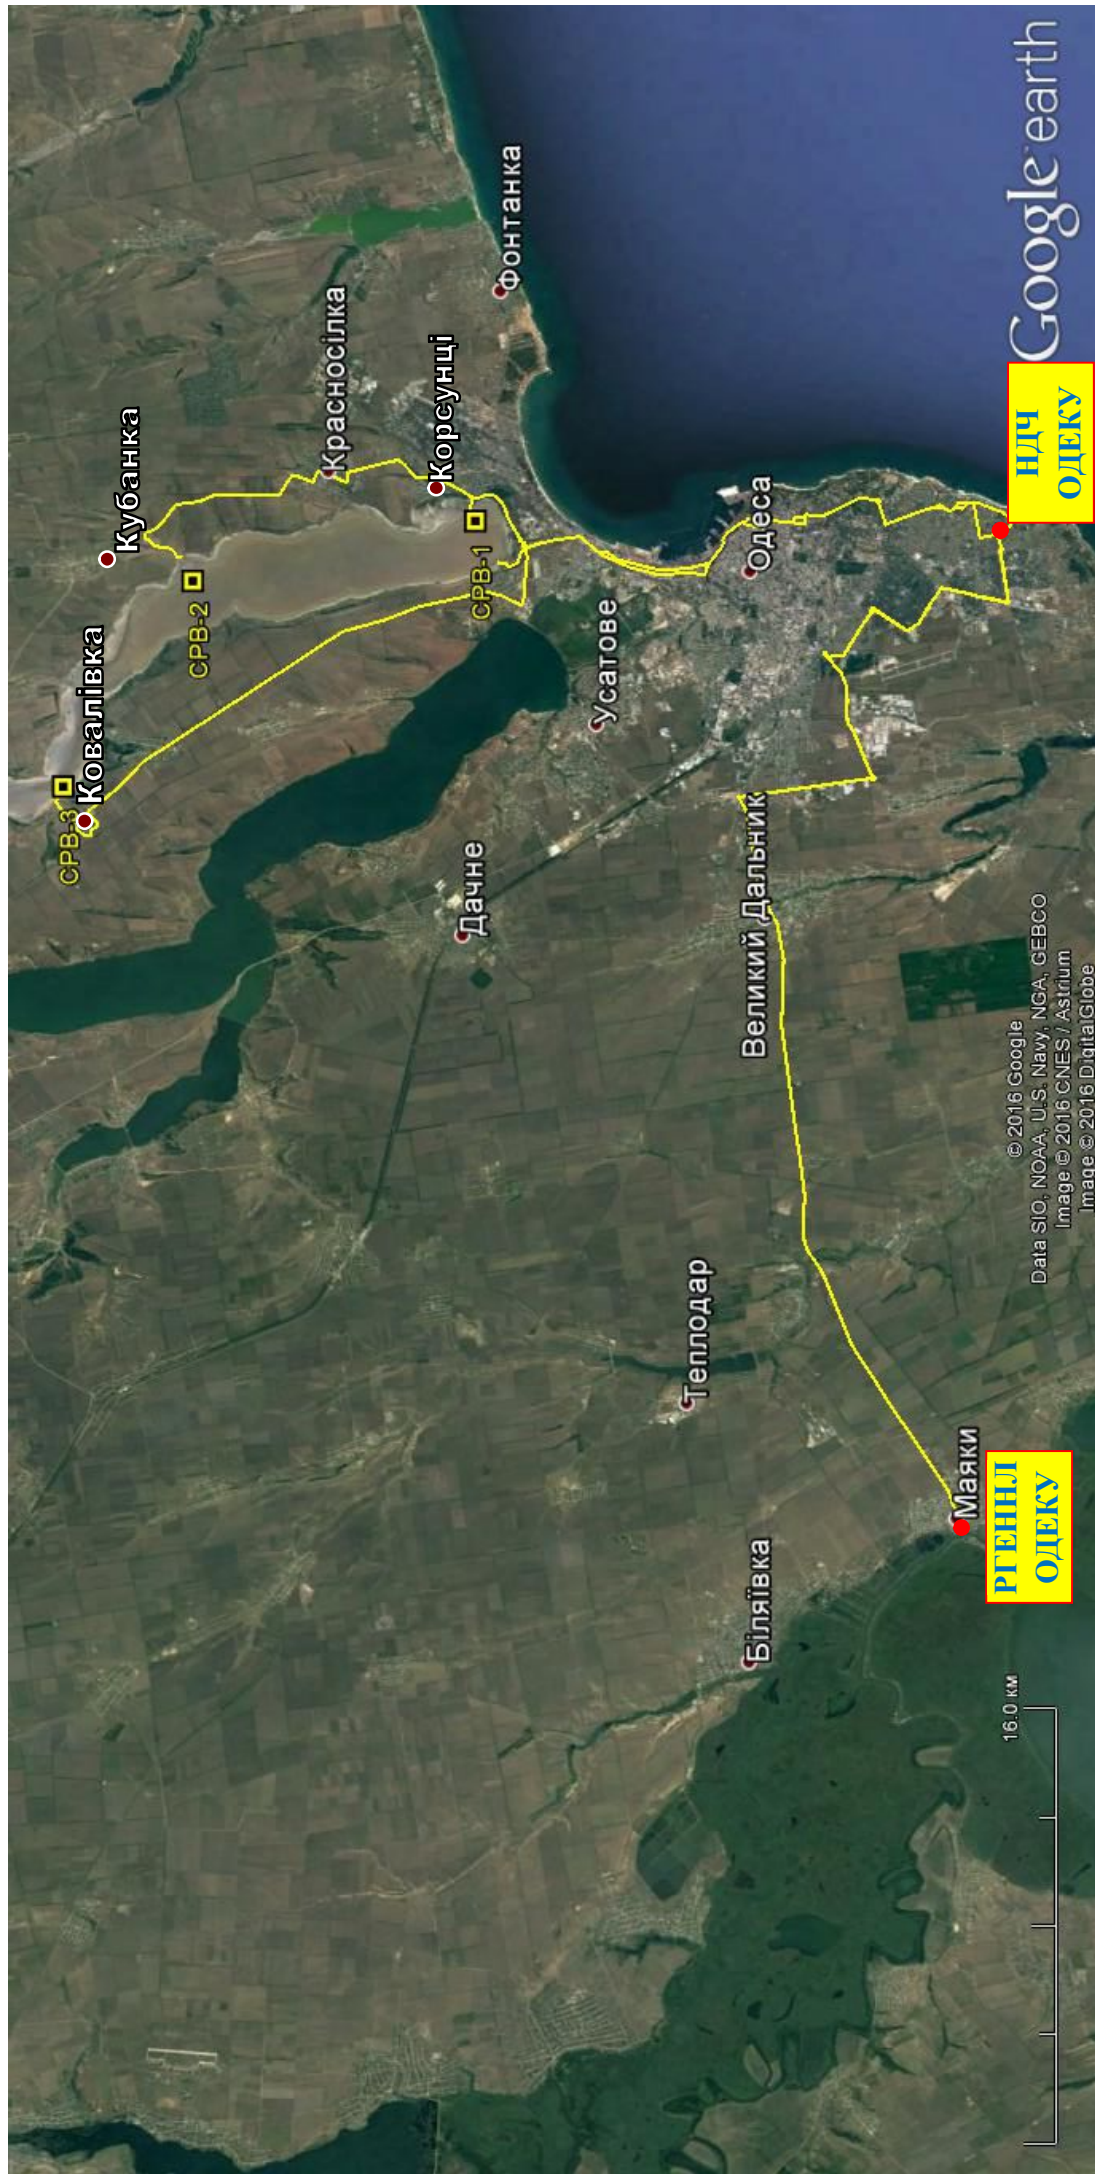 Кубанка
Ковалівка
СРВ-3
СРВ-2
СРВ-1
Красносілка
Корсунці
Фонтанка
Усатове
Одеса
Дачне
Великий Дальник
Теплодар
Біляївка
Маяки
РГЕННЛ
ОДЕКУ
НДЧ
ОДЕКУ
16.0 км
© 2016 Google
Data SIO, NOAA, U.S. Navy, NGA, GEBCO
Image © 2016 CNES / Astrium
Image © 2016 DigitalGlobe
Google earth